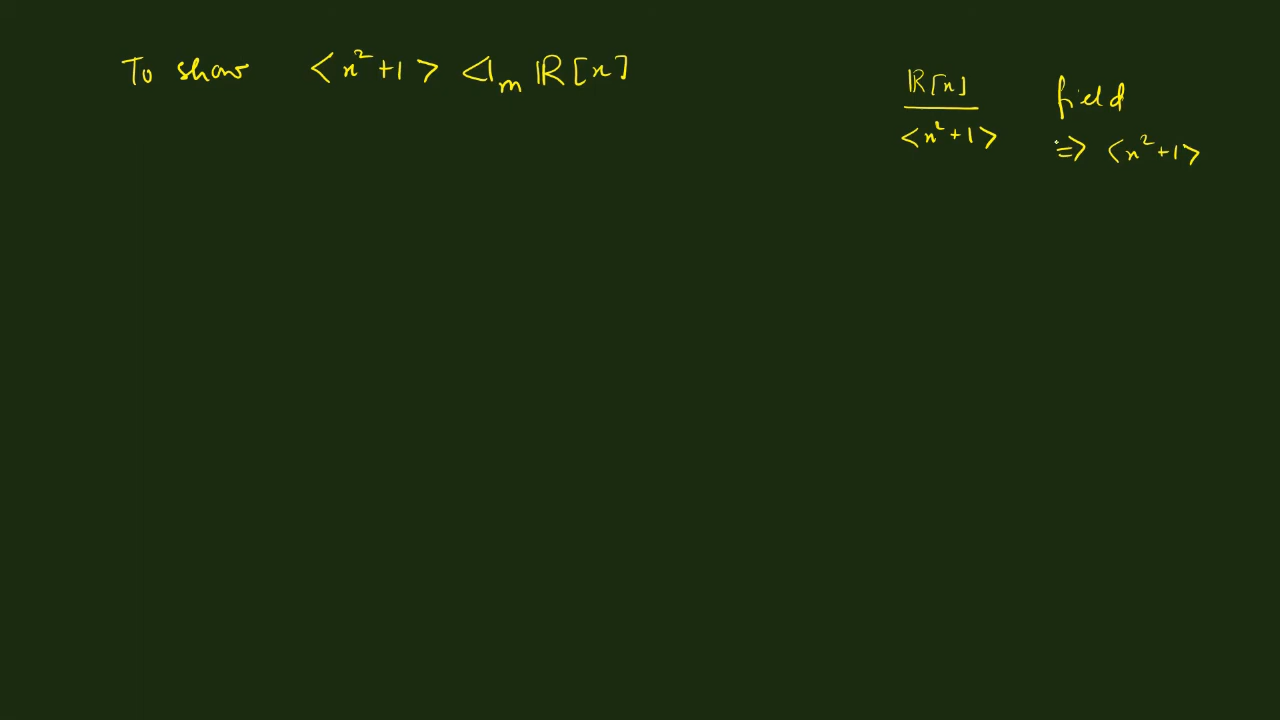 To show <x²+1> ⊲ₘ ℝ[x]
ℝ[x]
<x²+1>
field
=> <x²+1>